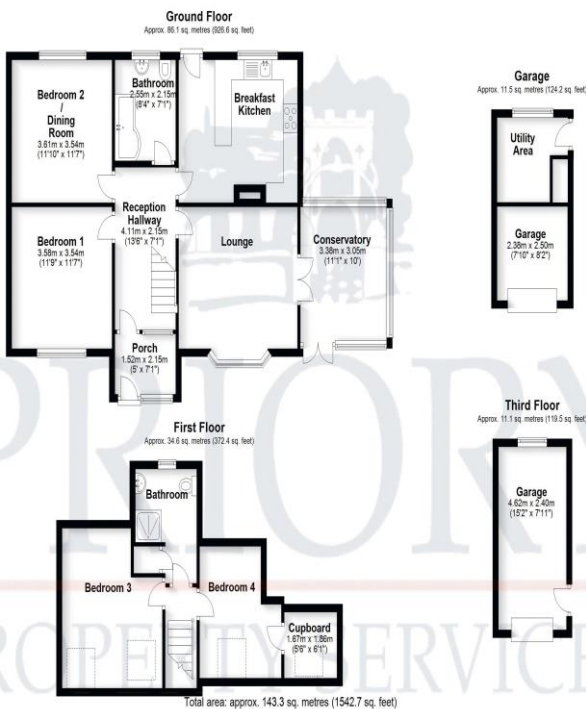 Ground Floor
Approx. 86.1 sq. metres (926.6 sq. feet)
Bedroom 2
/
Dining
Room
3.61m x 3.54m
(11'10" x 11'7")
Bathroom
2.55m x 2.15m
(8'4" x 7'1")
Breakfast
Kitchen
Reception
Hallway
4.11m x 2.15m
(13'6" x 7'1")
Bedroom 1
3.58m x 3.54m
(11'9" x 11'7")
Lounge
Conservatory
3.38m x 3.05m
(11'1" x 10')
Porch
1.52m x 2.15m
(5' x 7'1")
Garage
Approx. 11.5 sq. metres (124.2 sq. feet)
Utility
Area
Garage
2.38m x 2.50m
(7'10" x 8'2")
First Floor
Approx. 34.6 sq. metres (372.4 sq. feet)
Bathroom
Bedroom 3
Bedroom 4
Cupboard
1.67m x 1.86m
(5'6" x 6'1")
Third Floor
Approx. 11.1 sq. metres (119.5 sq. feet)
Garage
4.62m x 2.40m
(15'2" x 7'11")
Total area: approx. 143.3 sq. metres (1542.7 sq. feet)
PRIORY
PROPERTY SERVICE